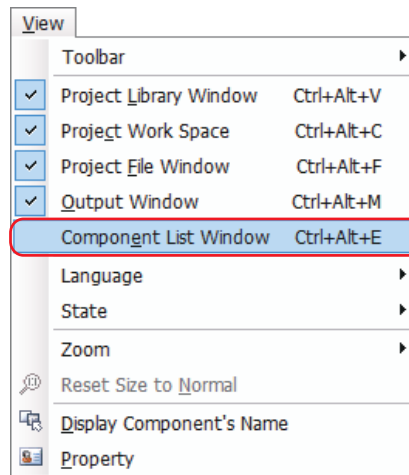 View
Toolbar
Project Library Window Ctrl+Alt+V
Project Work Space Ctrl+Alt+C
Project File Window Ctrl+Alt+F
Output Window Ctrl+Alt+M
Component List Window Ctrl+Alt+E
Language
State
Zoom
Reset Size to Normal
Display Component's Name
Property